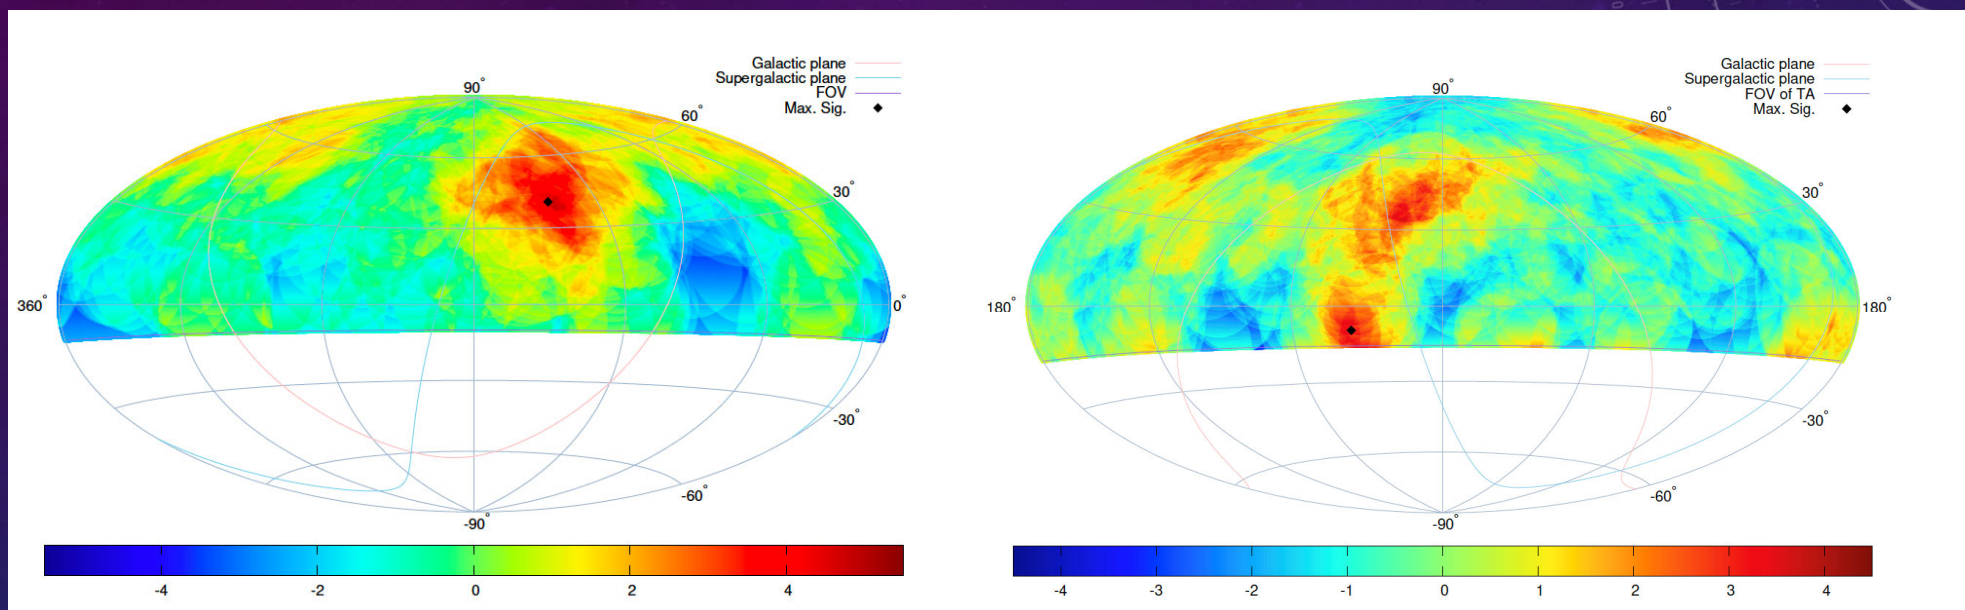 Galactic plane
Supergalactic plane
FOV
Max. Sig.
90°
60°
30°
360°
0°
-30°
-60°
-90°
-4 -2 0 2 4
Galactic plane
Supergalactic plane
FOV of TA
Max. Sig.
90°
60°
30°
180°
180°
-30°
-60°
-90°
-4 -3 -2 -1 0 1 2 3 4